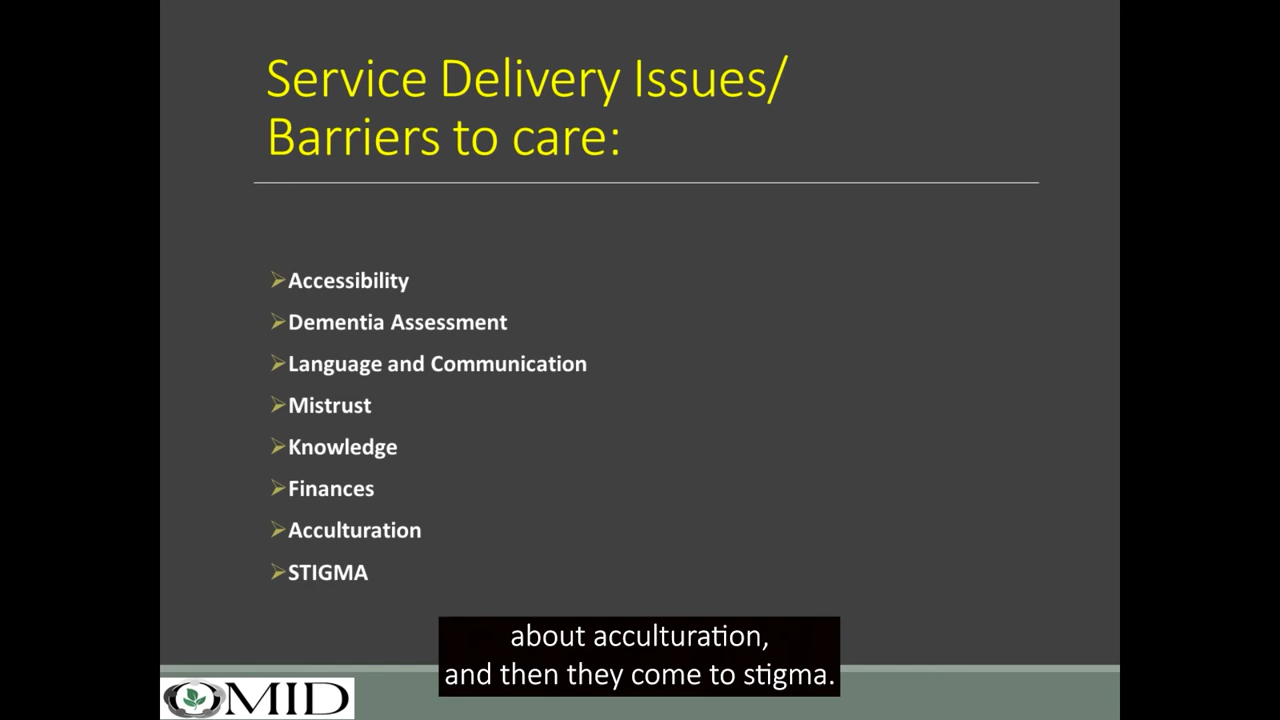 Service Delivery Issues/
Barriers to care:
Accessibility
Dementia Assessment
Language and Communication
Mistrust
Knowledge
Finances
Acculturation
STIGMA
about acculturation,
and then they come to stigma.
OMID